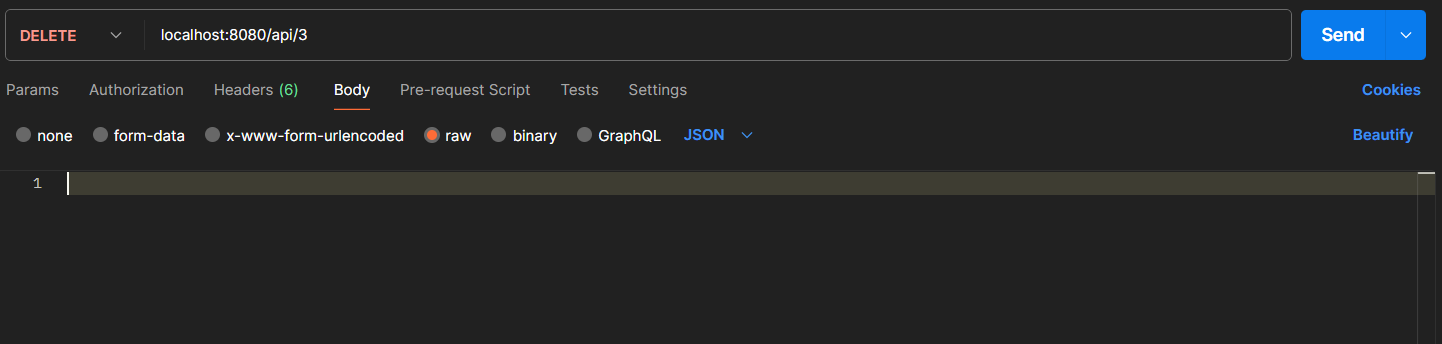 DELETE localhost:8080/api/3 Send
Params Authorization Headers (6) Body Pre-request Script Tests Settings Cookies
none form-data x-www-form-urlencoded raw binary GraphQL JSON Beautify
1